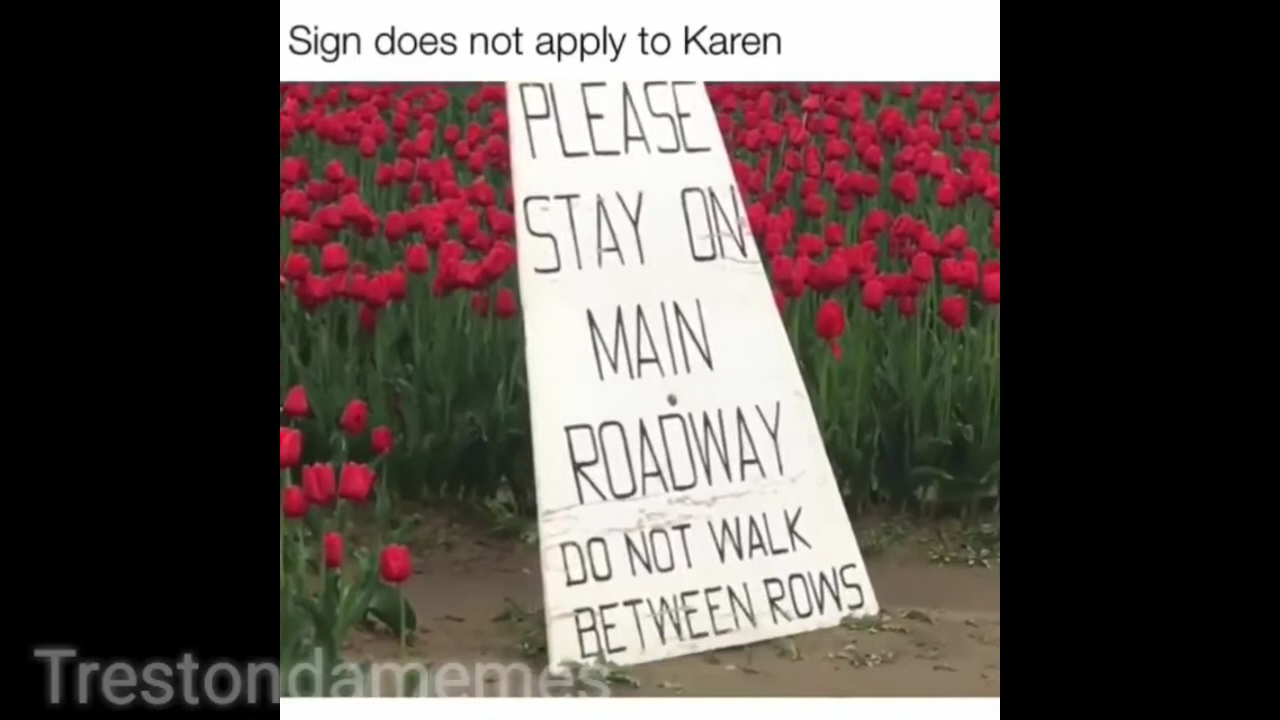 Sign does not apply to Karen
PLEASE
STAY ON
MAIN
ROADWAY
DO NOT WALK
BETWEEN ROWS
Trestondamemes